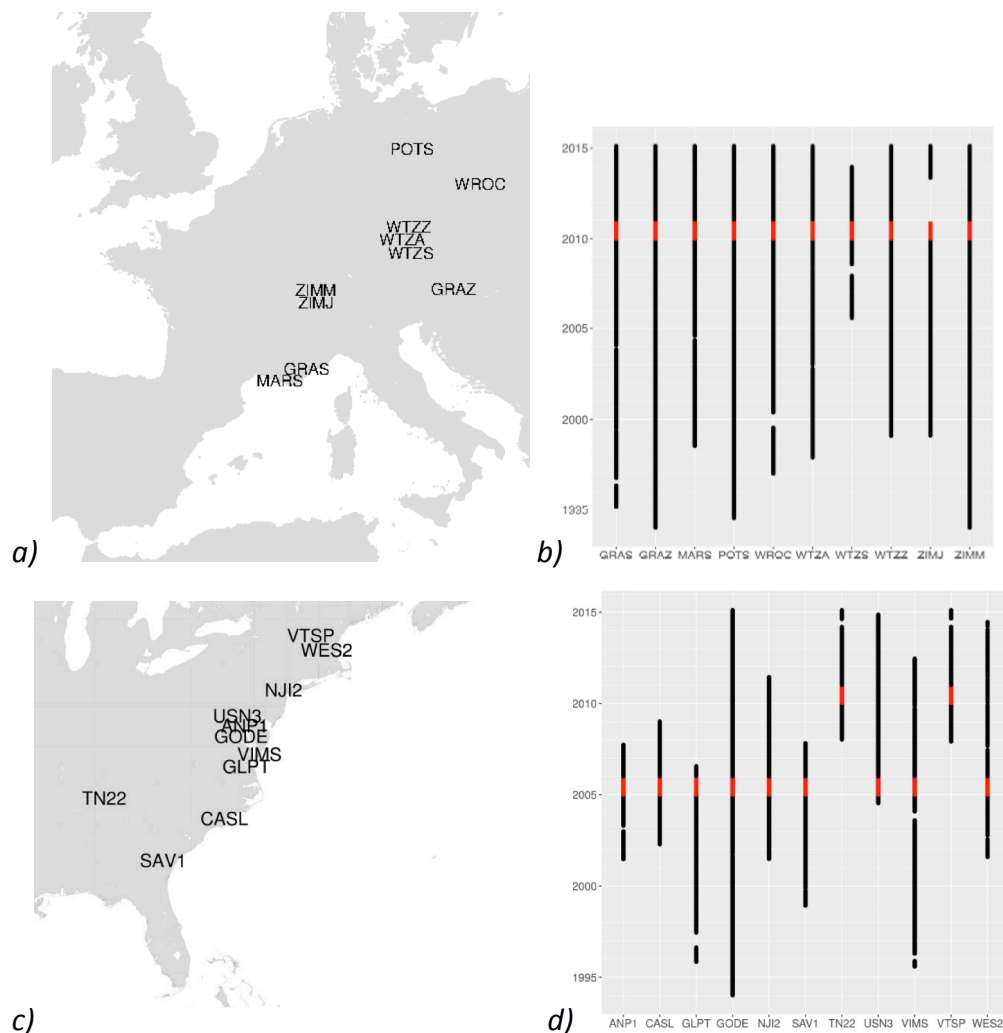 POTS
WROC
WTZZ
WTZA
WTZS
ZIMM
GRAZ
ZIMJ
GRAS
MARS
a)
2015
2010
2005
2000
1995
GRAS GRAZ MARS POTS WROC WTZA WTZS WTZZ ZIMJ ZIMM
b)
VTSP
WES2
NJI2
USN3
ANP1
GODE
VIMS
GLPT
TN22
CASL
SAV1
c)
2015
2010
2005
2000
1995
ANP1 CASL GLPT GODE NJI2 SAV1 TN22 USN3 VIMS VTSP WES2
d)